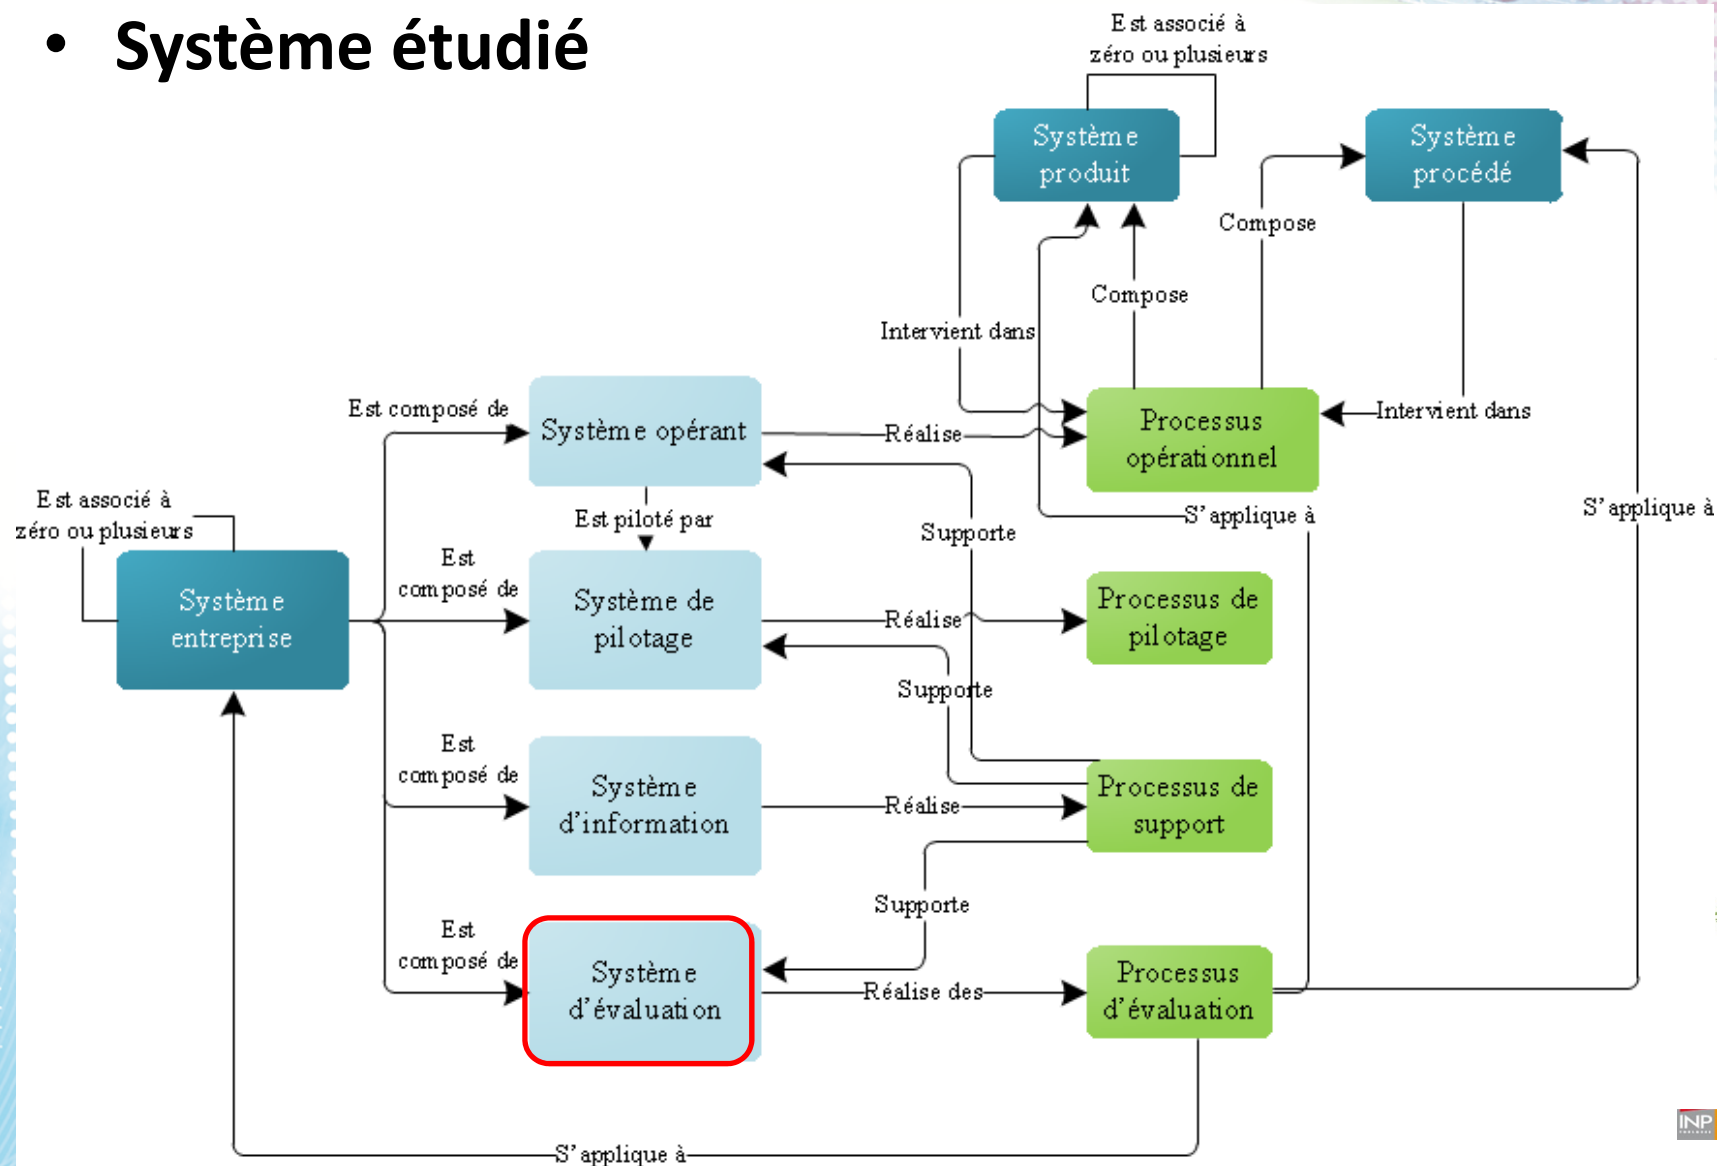 • Système étudié
Est associé à
zéro ou plusieurs
Système
produit
Système
procédé
Compose
Compose
Intervient dans
Est composé de
Système opérant
Réalise
Processus
opérationnel
Intervient dans
Est associé à
zéro ou plusieurs
Est piloté par
Supporte
S'applique à
S'applique à
Système
entreprise
Est
composé de
Système de
pilotage
Réalise
Processus de
pilotage
Supporte
Est
composé de
Système
d'information
Réalise
Processus de
support
Supporte
Est
composé de
Système
d'évaluation
Réalise des
Processus
d'évaluation
S'applique à
INP